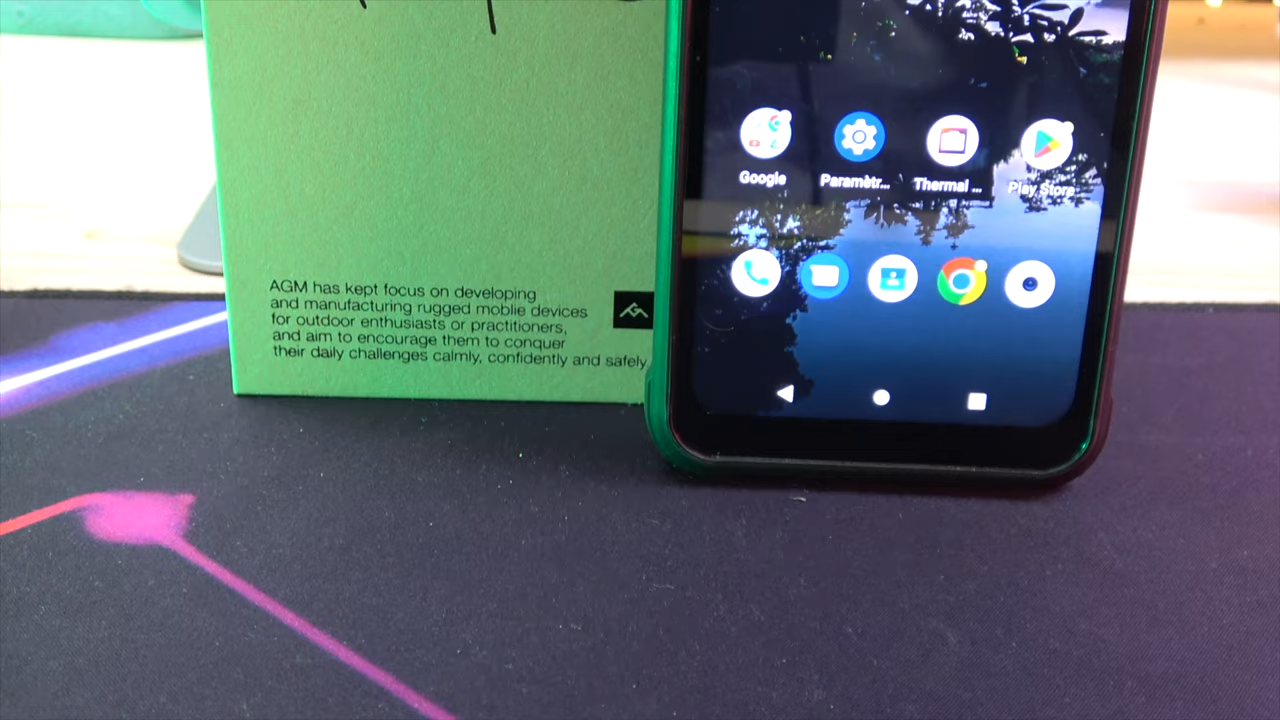 AGM has kept focus on developing
and manufacturing rugged moblie devices
for outdoor enthusiasts or practitioners,
and aim to encourage them to conquer
their daily challenges calmly, confidently and safely
Google
Paramètr...
Thermal ...
Play Store